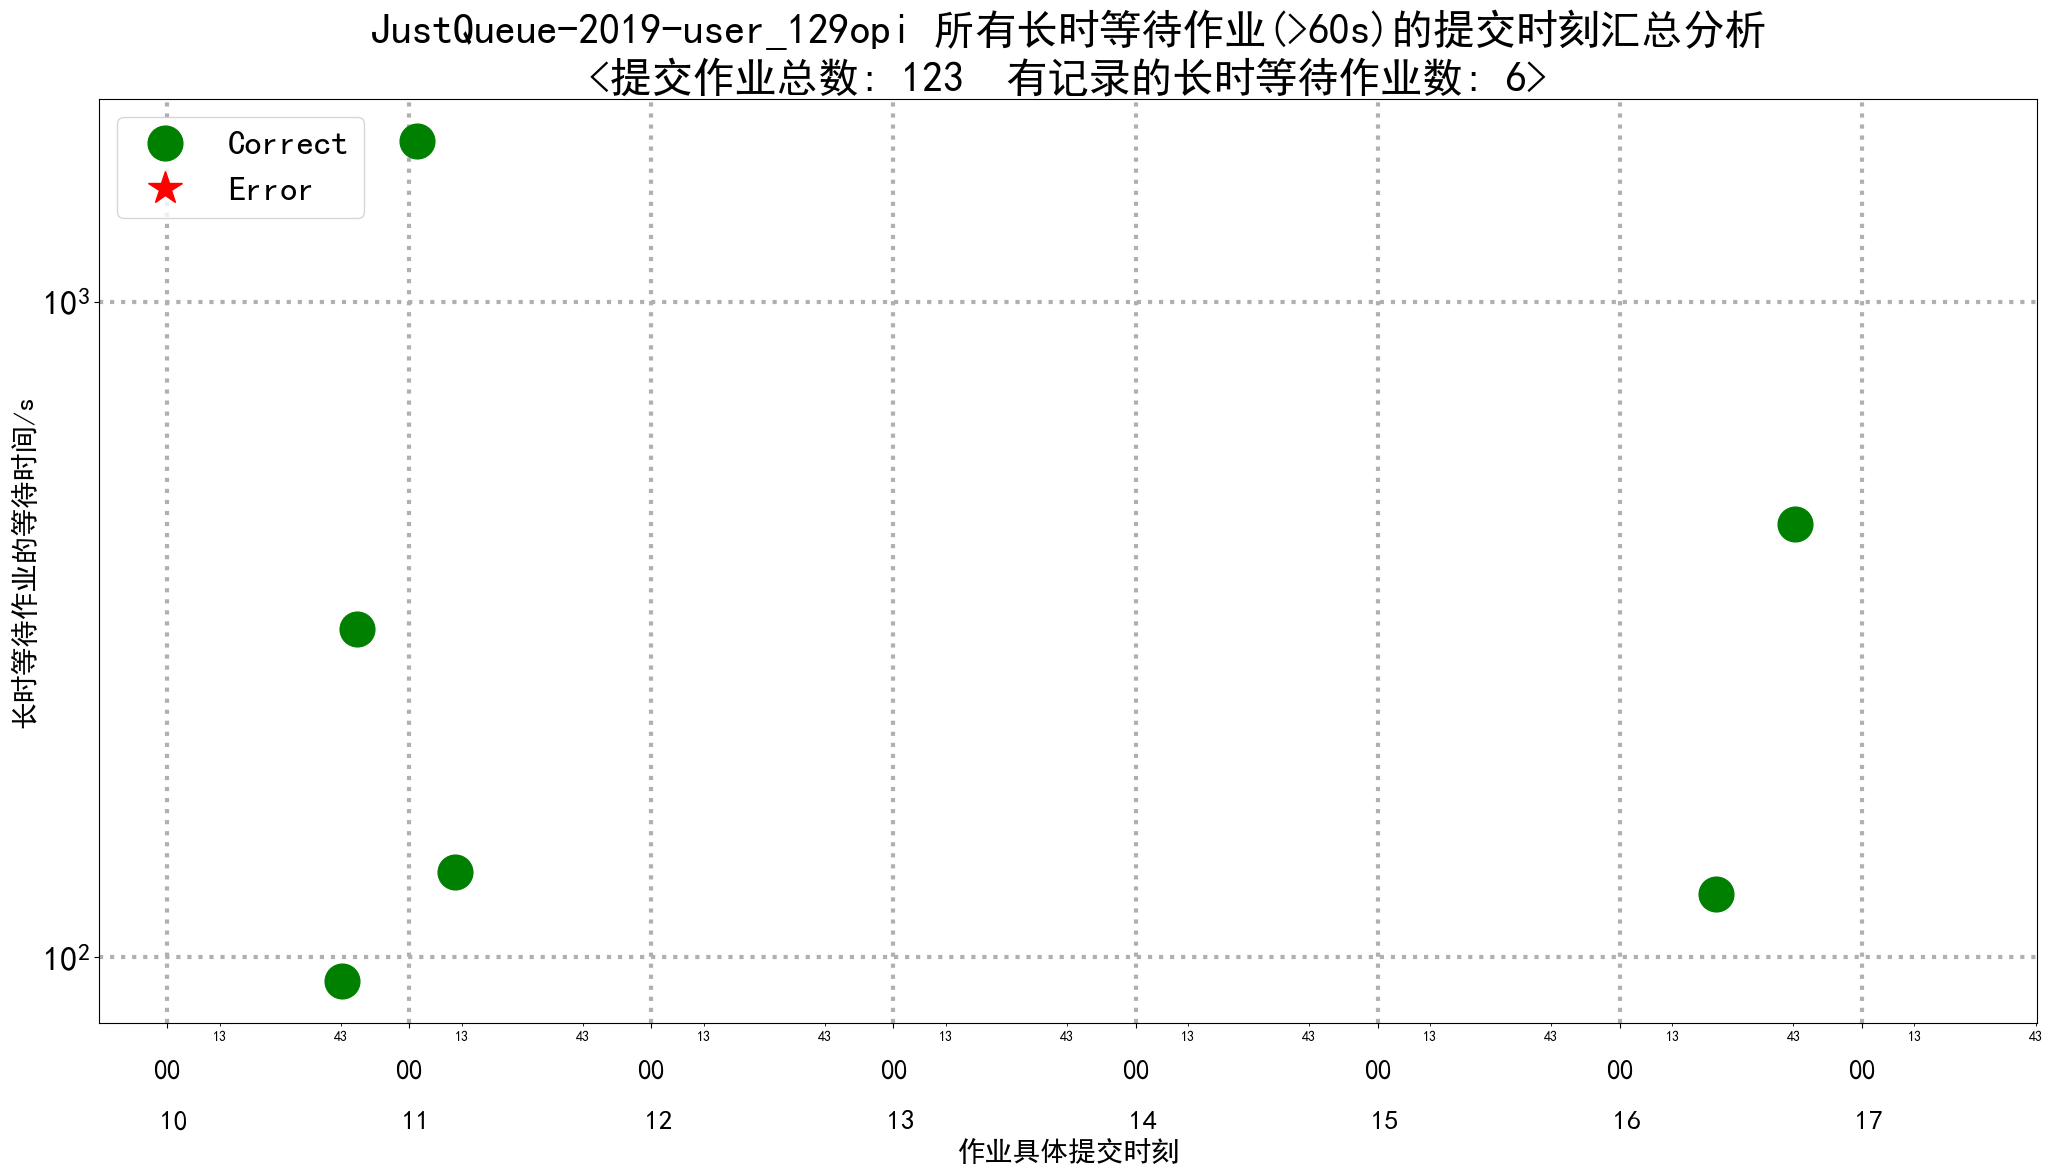 JustQueue-2019-user_129opi 所有长时等待作业(>60s)的提交时刻汇总分析
<提交作业总数: 123  有记录的长时等待作业数: 6>
Correct
Error
10³
10²
长时等待作业的等待时间/s
13 43 13 43 13 43 13 43 13 43 13 43 13 43 13 43
00 00 00 00 00 00 00 00
10 11 12 13 14 15 16 17
作业具体提交时刻